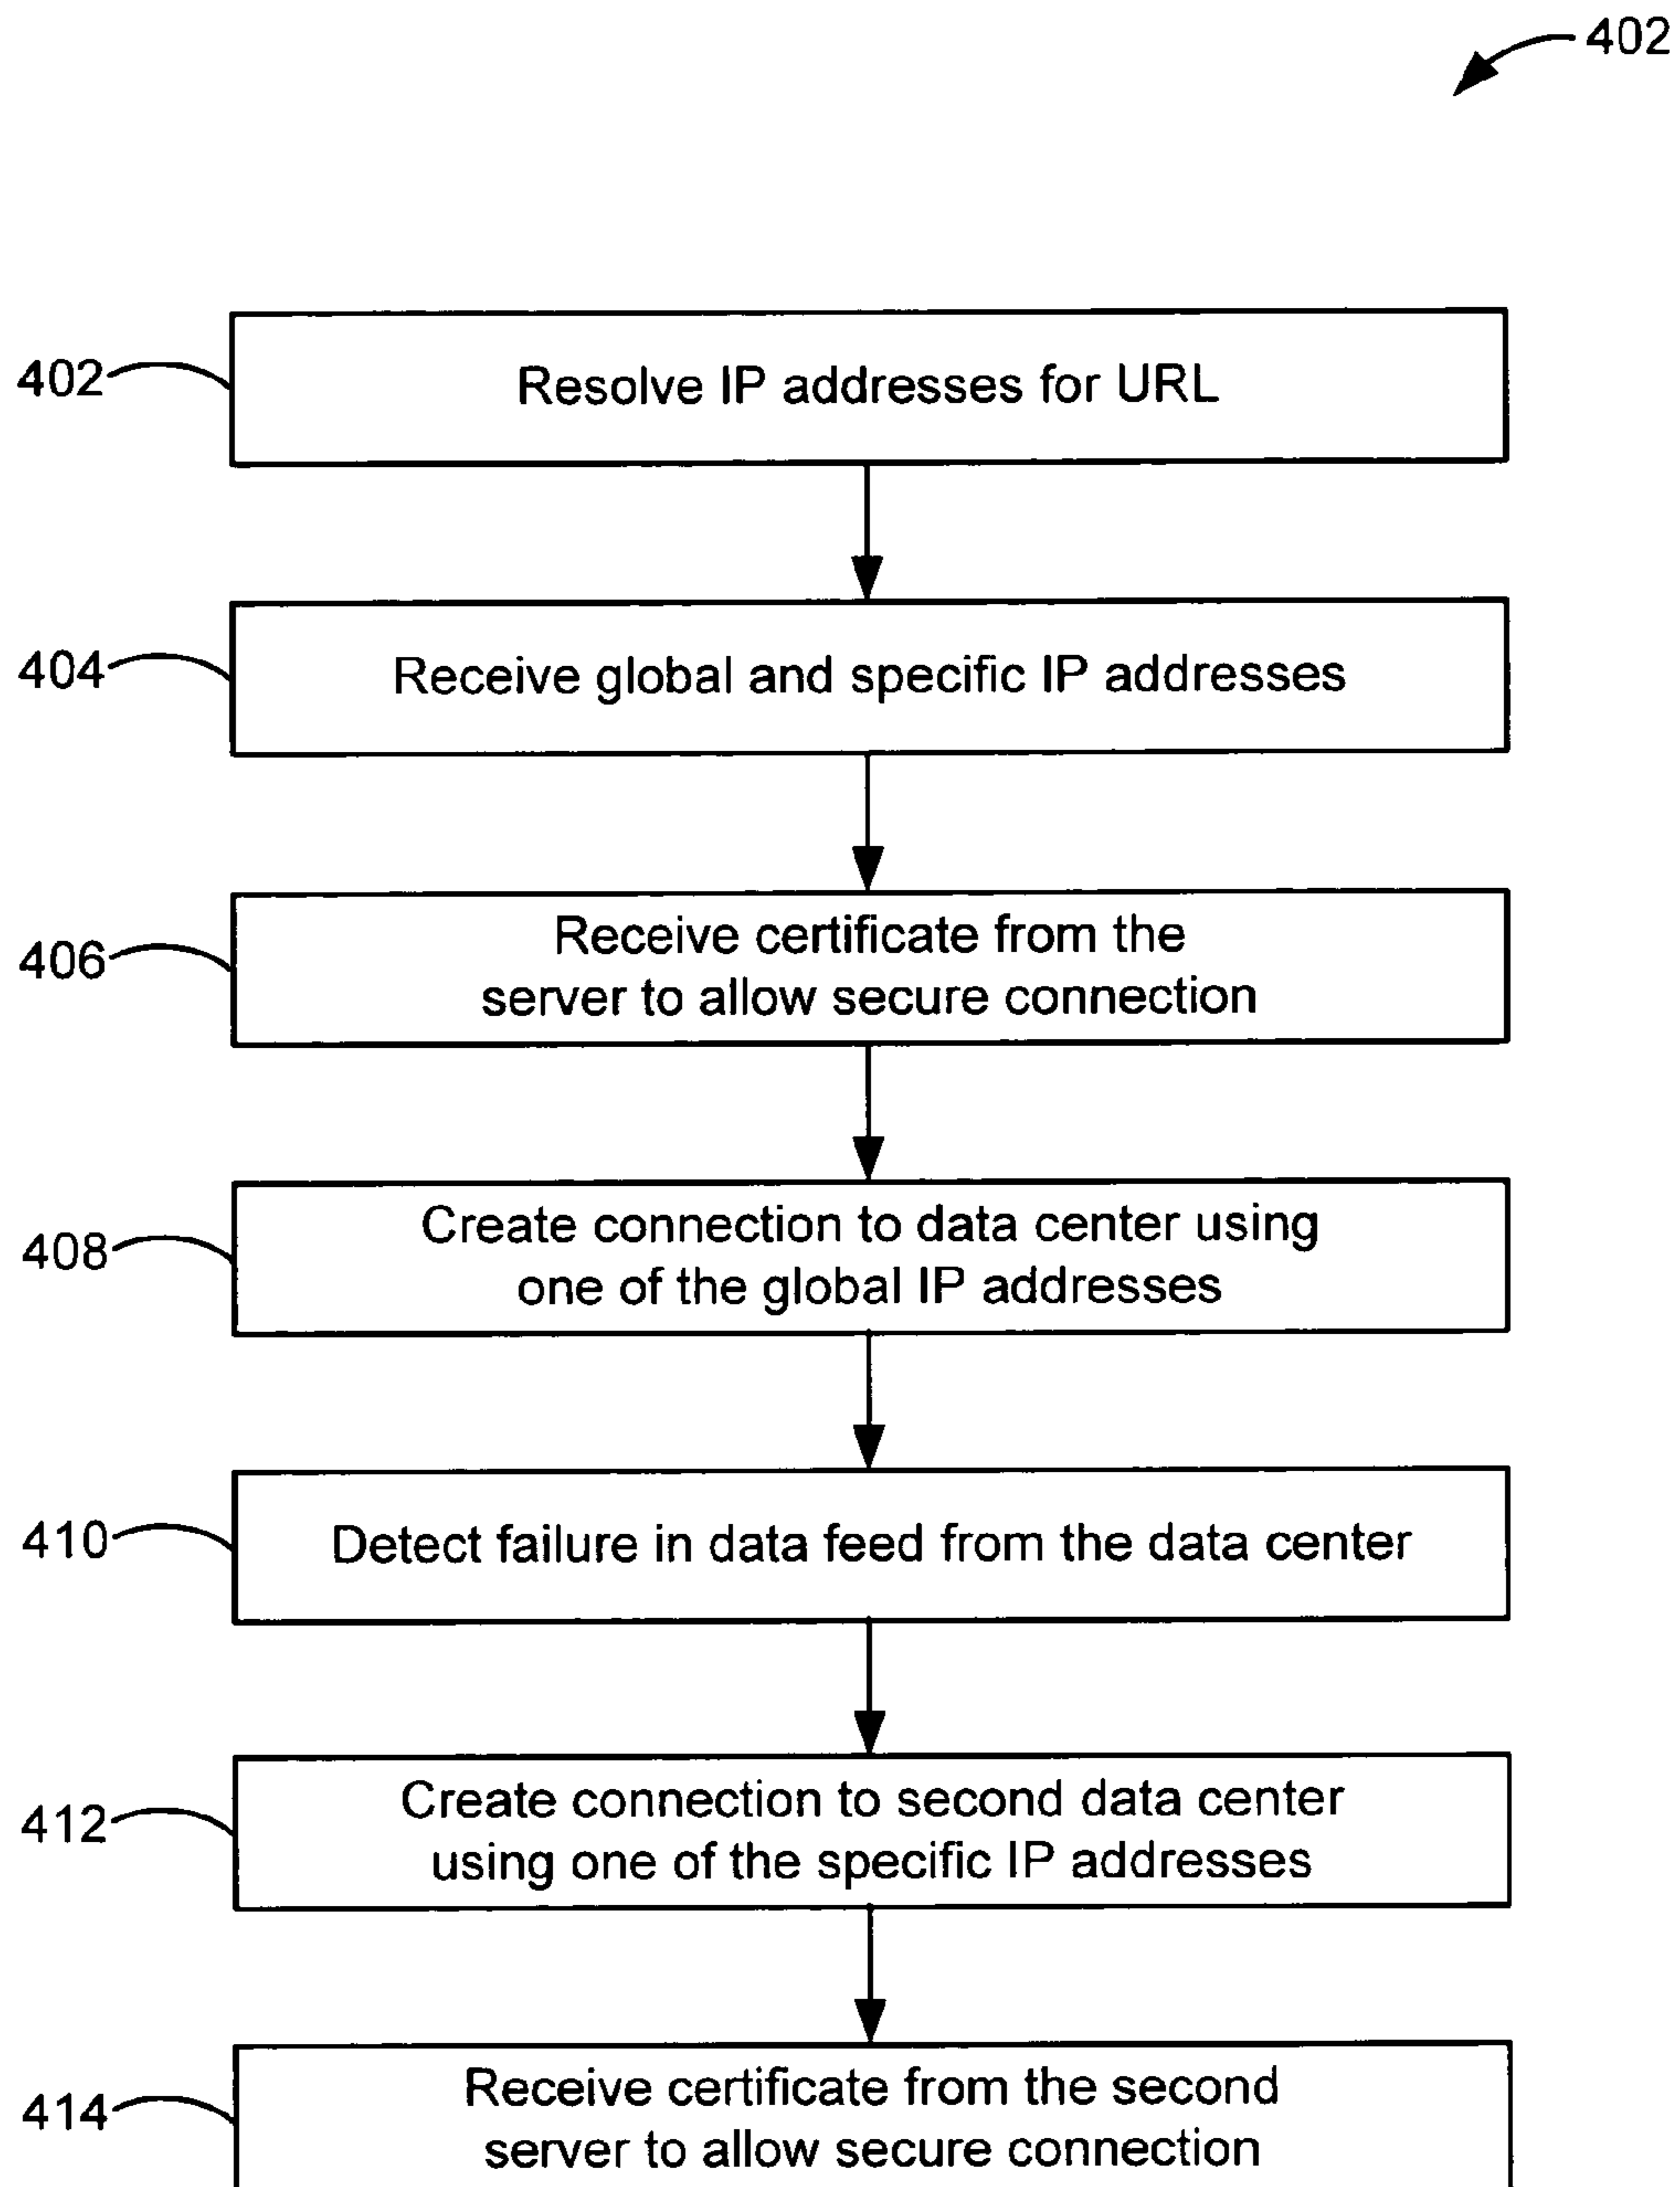 402
402
Resolve IP addresses for URL
404
Receive global and specific IP addresses
406
Receive certificate from the
server to allow secure connection
408
Create connection to data center using
one of the global IP addresses
410
Detect failure in data feed from the data center
412
Create connection to second data center
using one of the specific IP addresses
414
Receive certificate from the second
server to allow secure connection